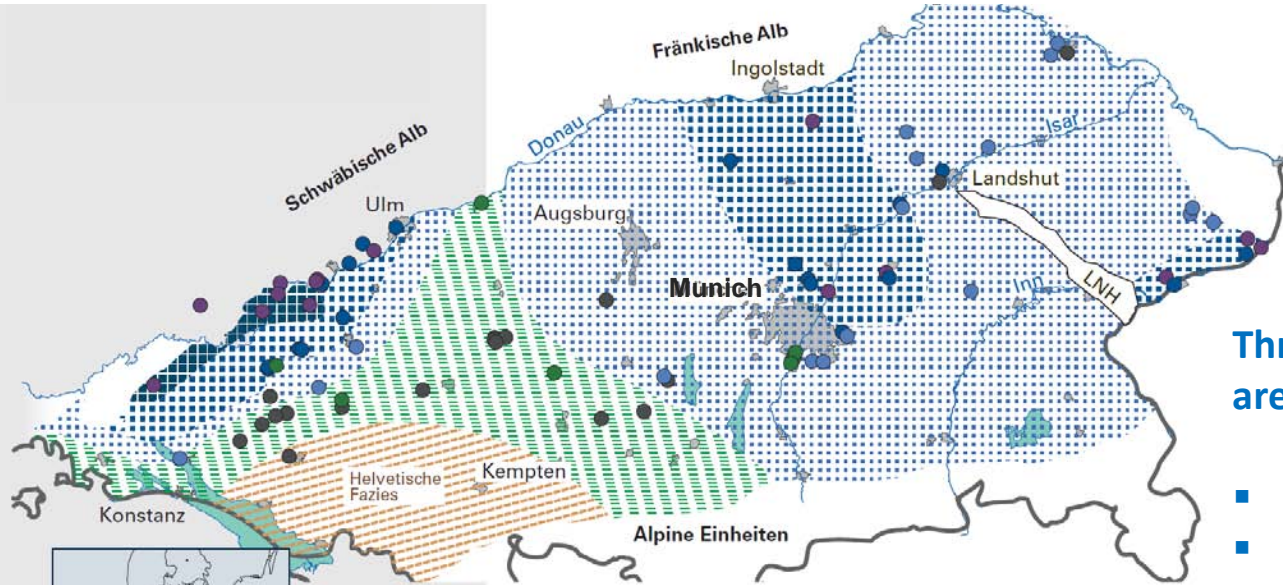 Fränkische Alb
Ingolstadt
Donau
Isar
Schwäbische Alb
Landshut
Ulm
Augsburg
Munich
Inn
LNH
Thr
are
Helvetische
Fazies
Kempten
Konstanz
Alpine Einheiten